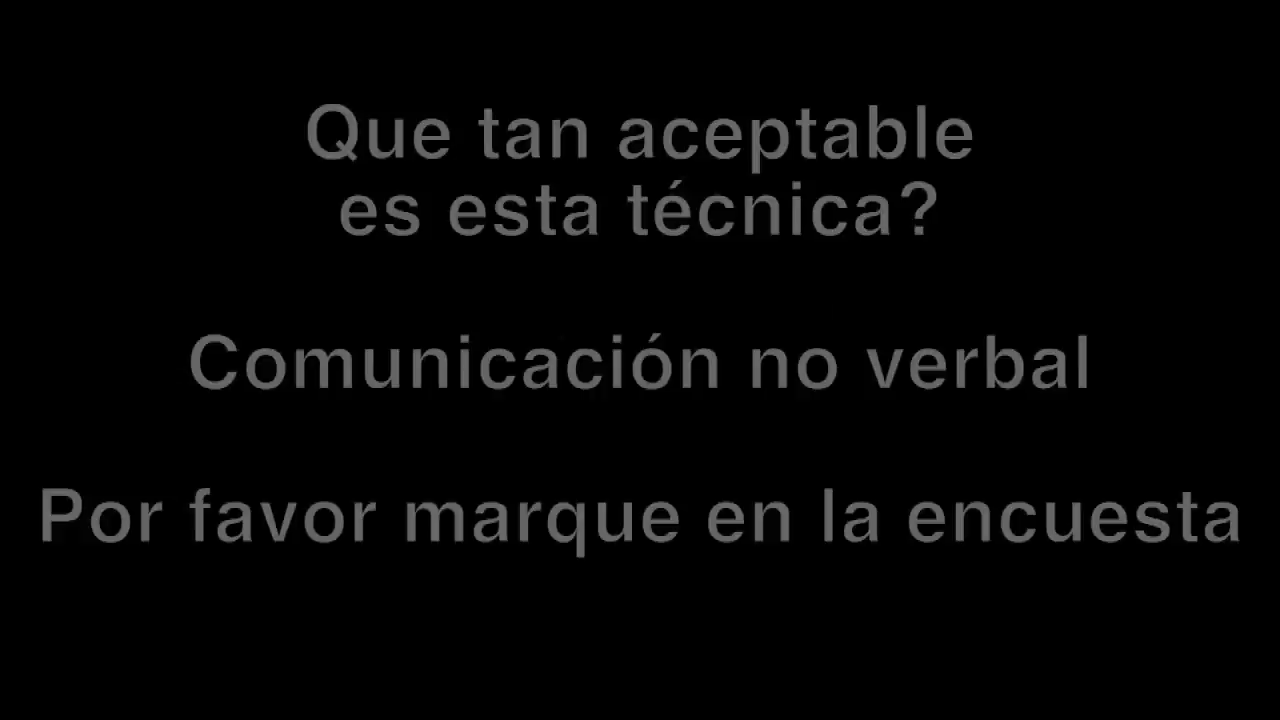 Que tan aceptable
es esta técnica?
Comunicación no verbal
Por favor marque en la encuesta